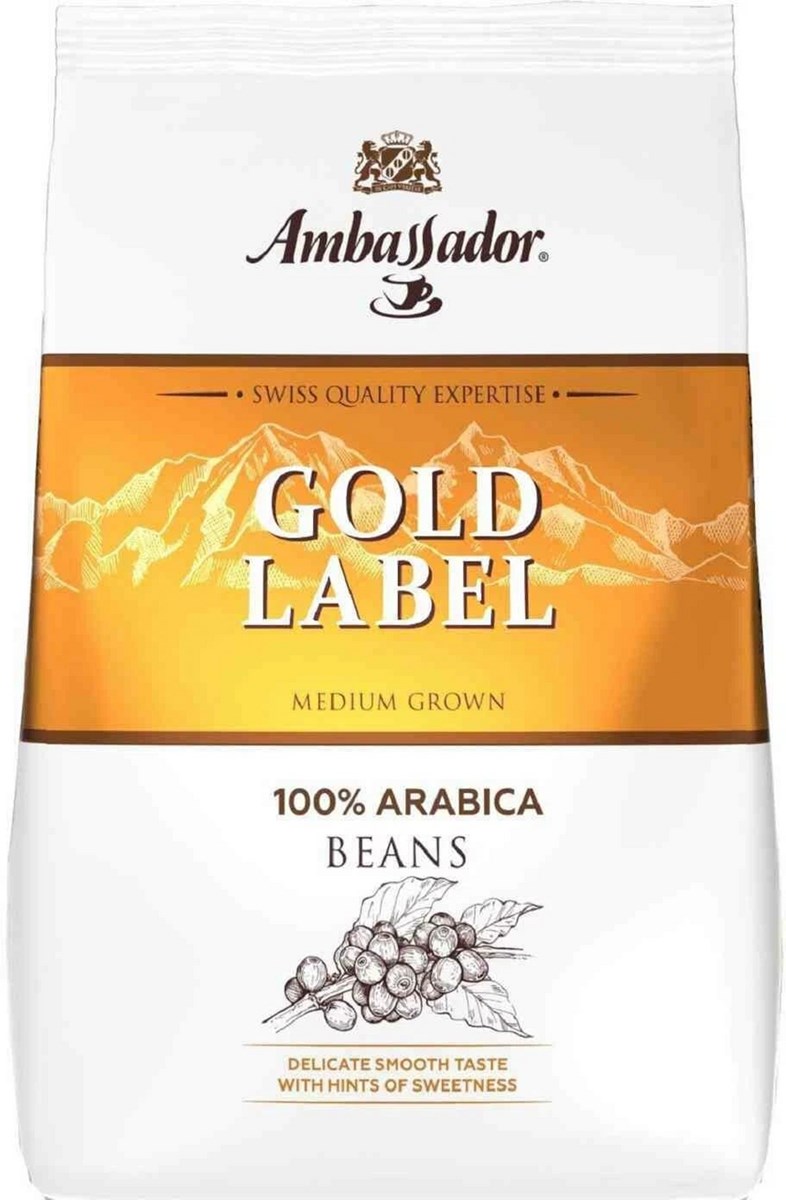 Ambassador®
• SWISS QUALITY EXPERTISE •
GOLD
LABEL
MEDIUM GROWN
100% ARABICA
BEANS
DELICATE SMOOTH TASTE
WITH HINTS OF SWEETNESS